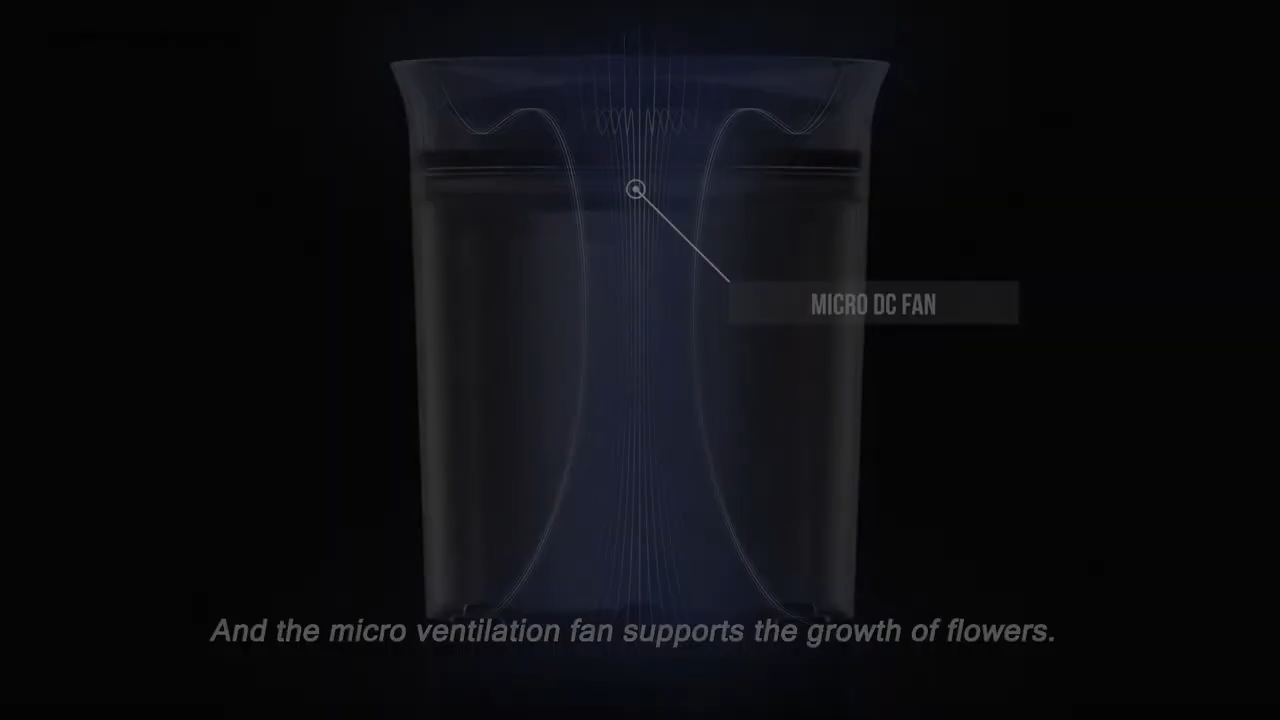 MICRO DC FAN
And the micro ventilation fan supports the growth of flowers.